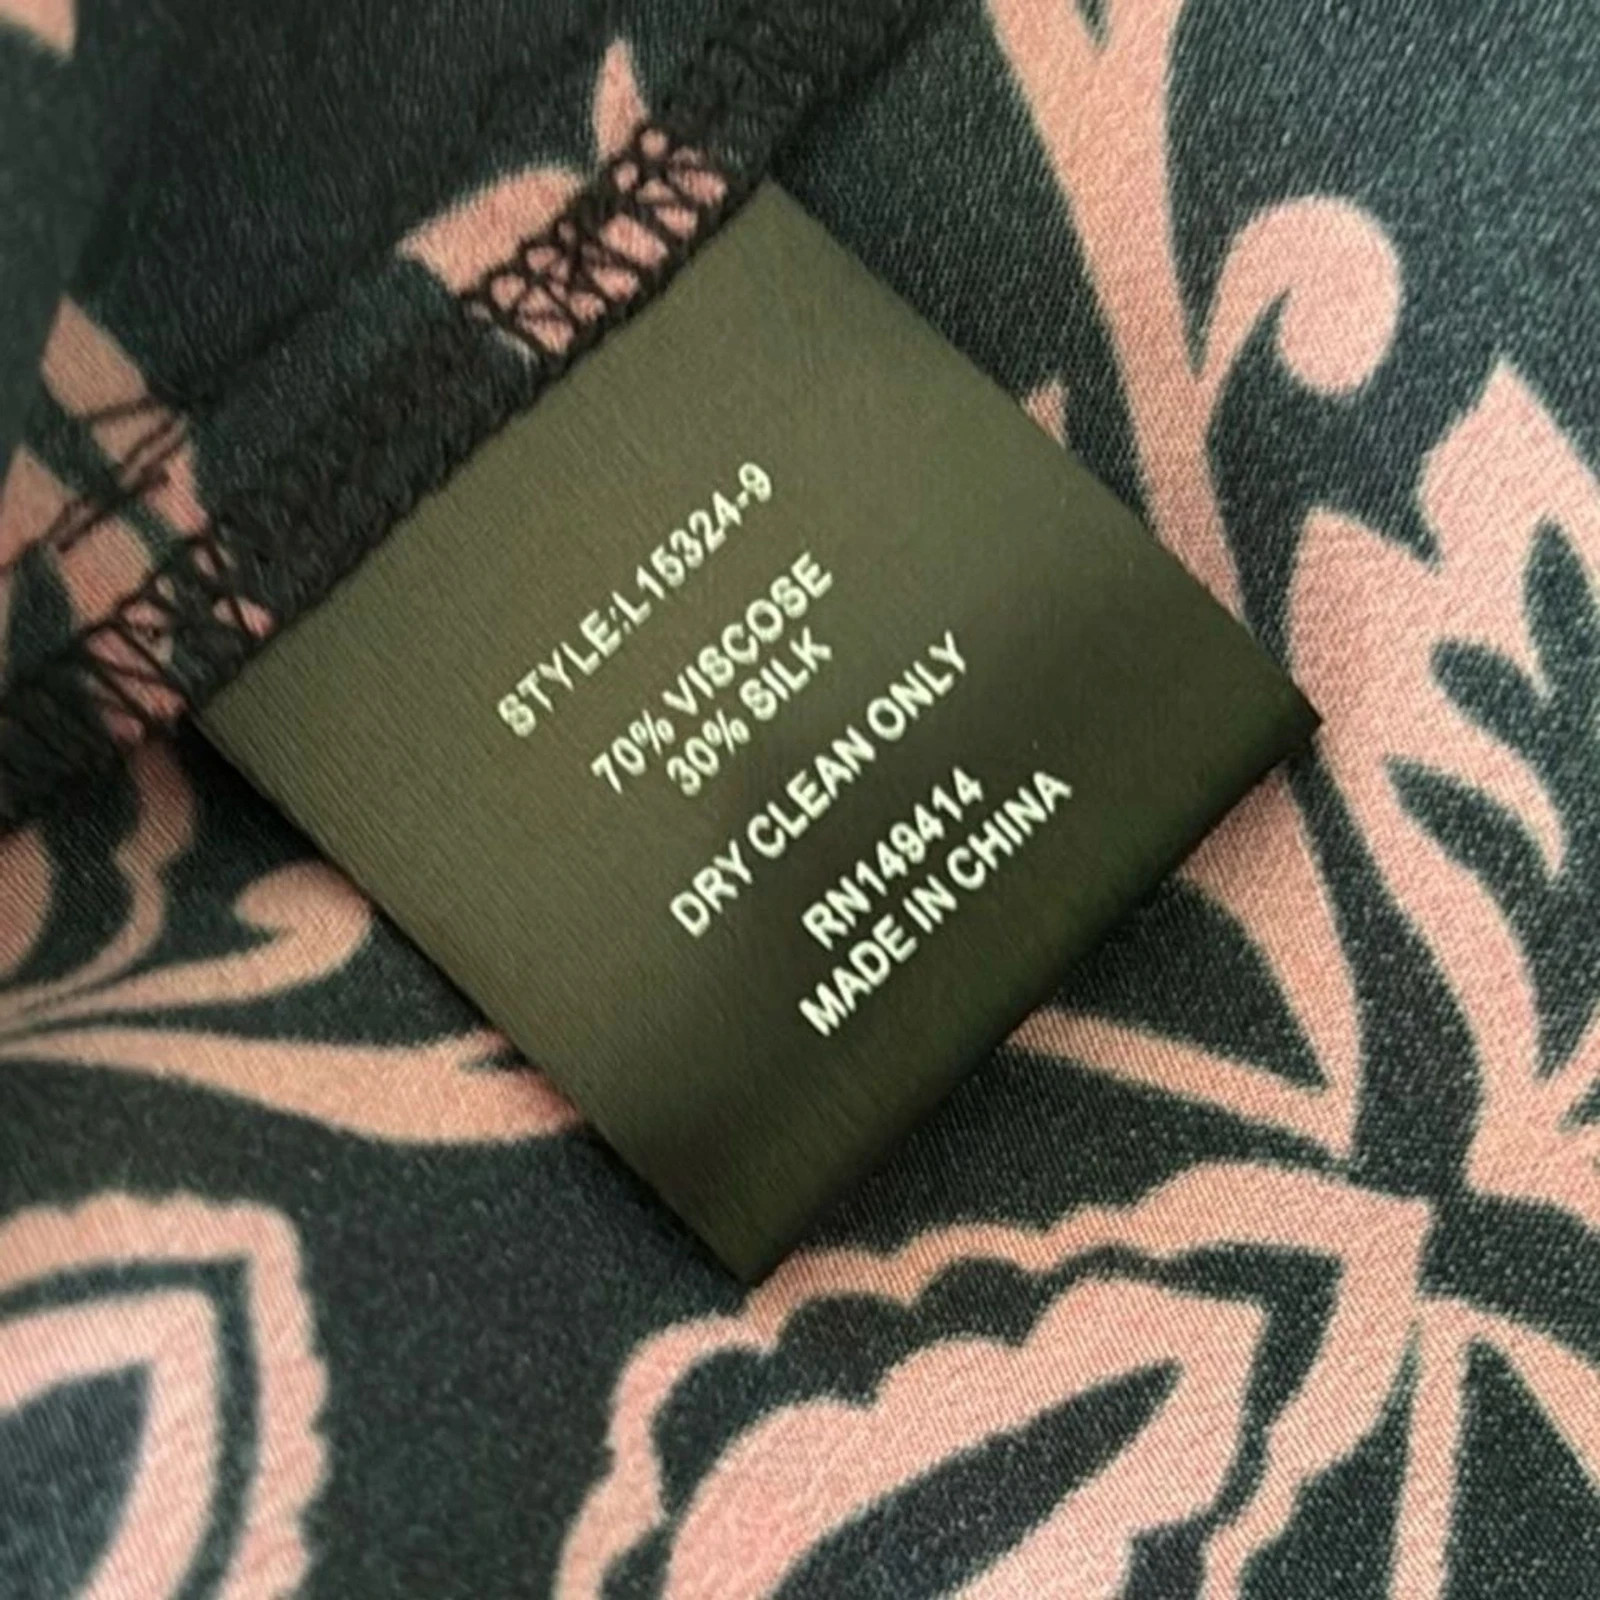 STYLE:L15324-9
70% VISCOSE
30% SILK
DRY CLEAN ONLY
RN149414
MADE IN CHINA